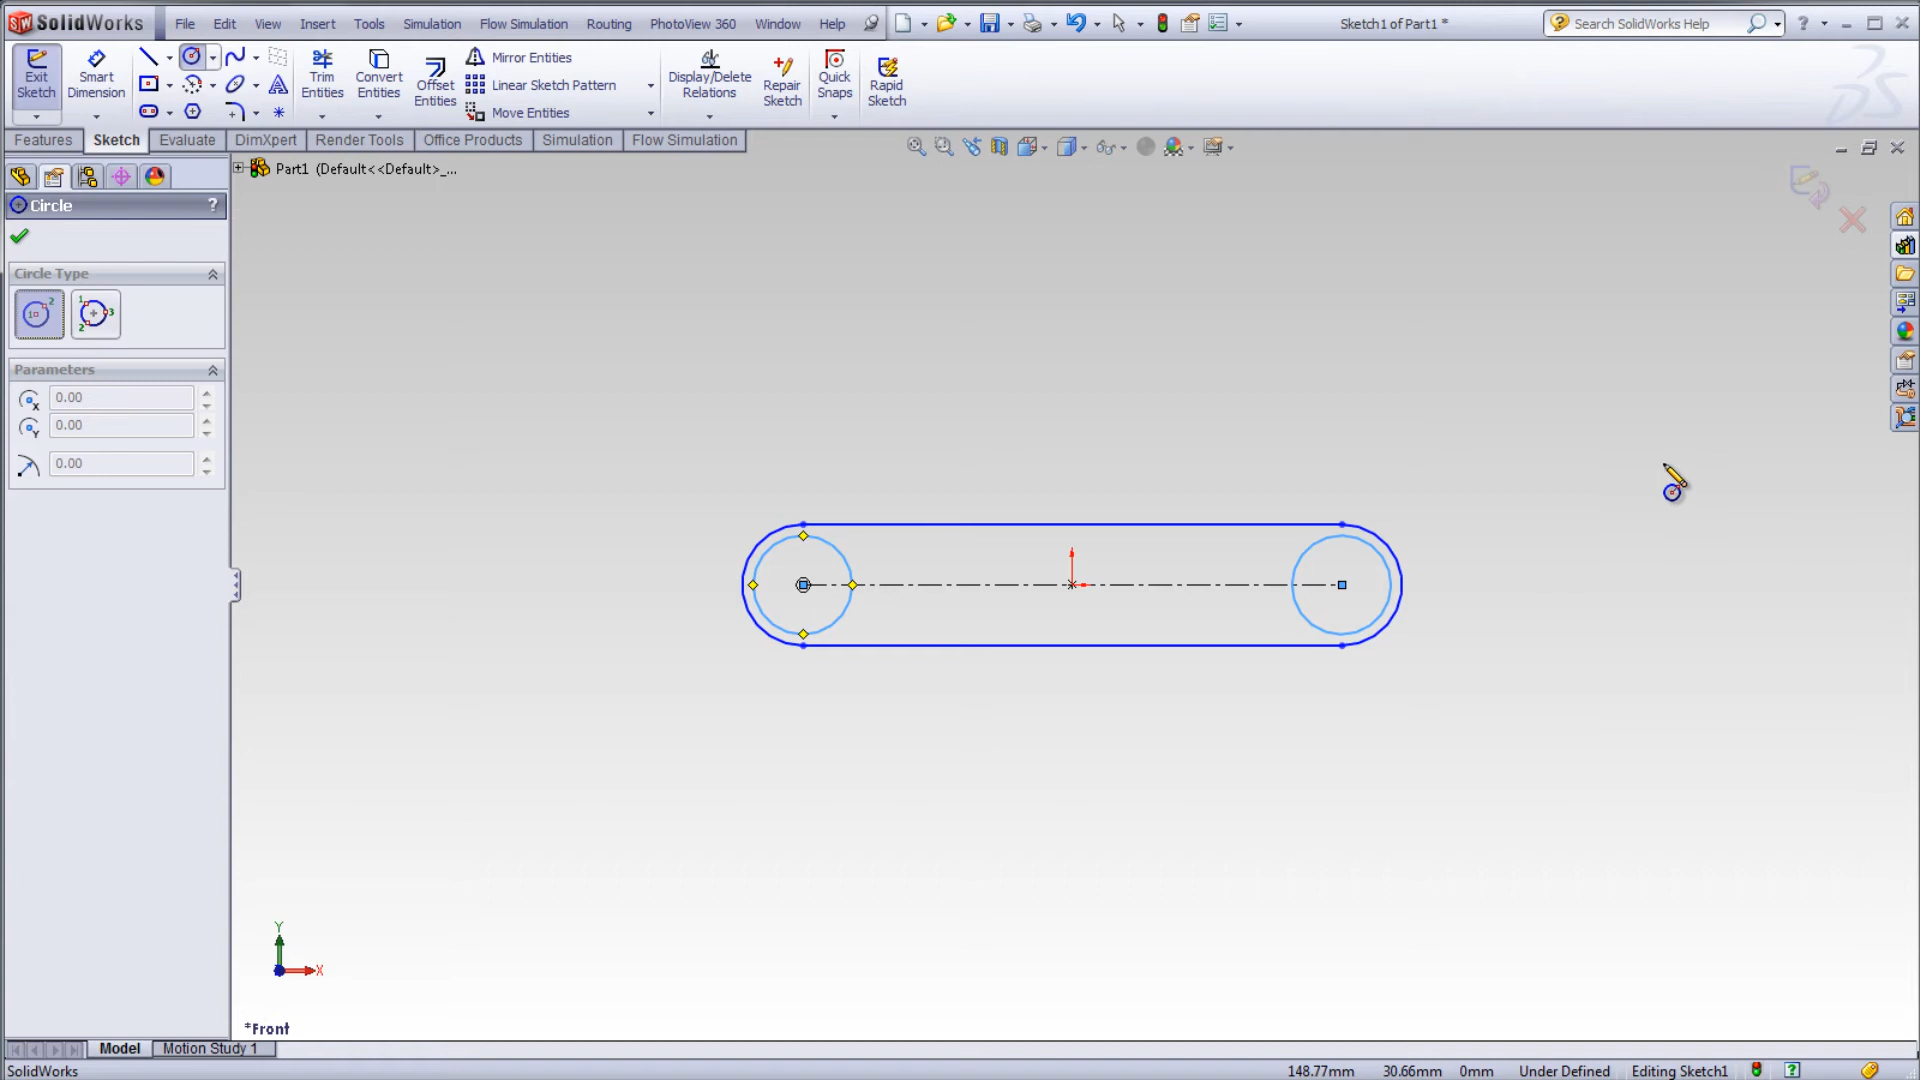 SolidWorks File Edit View Insert Tools Simulation Flow Simulation Routing PhotoView 360 Window Help Sketch1 of Part1 * Search SolidWorks Help ?
Exit Sketch
Smart Dimension
Trim Entities
Convert Entities
Offset Entities
Mirror Entities
Linear Sketch Pattern
Move Entities
Display/Delete Relations
Repair Sketch
Quick Snaps
Rapid Sketch
Features Sketch Evaluate DimXpert Render Tools Office Products Simulation Flow Simulation
Part1 (Default<<Default>_...
Circle ?
Circle Type
Parameters
0.00
0.00
0.00
Y
X
*Front
Model Motion Study 1
SolidWorks 148.77mm 30.66mm 0mm Under Defined Editing Sketch1 ?